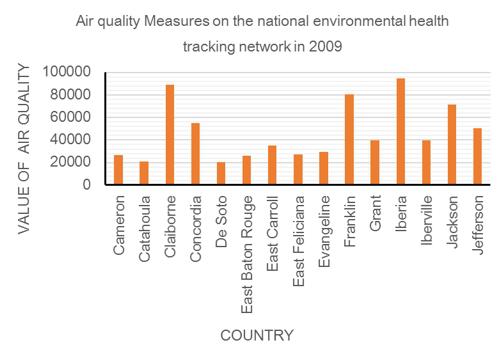 Air quality Measures on the national environmental health
tracking network in 2009
VALUE OF AIR QUALITY
100000
80000
60000
40000
20000
0
Cameron
Catahoula
Claiborne
Concordia
De Soto
East Baton Rouge
East Carroll
East Feliciana
Evangeline
Franklin
Grant
Iberia
Iberville
Jackson
Jefferson
COUNTRY